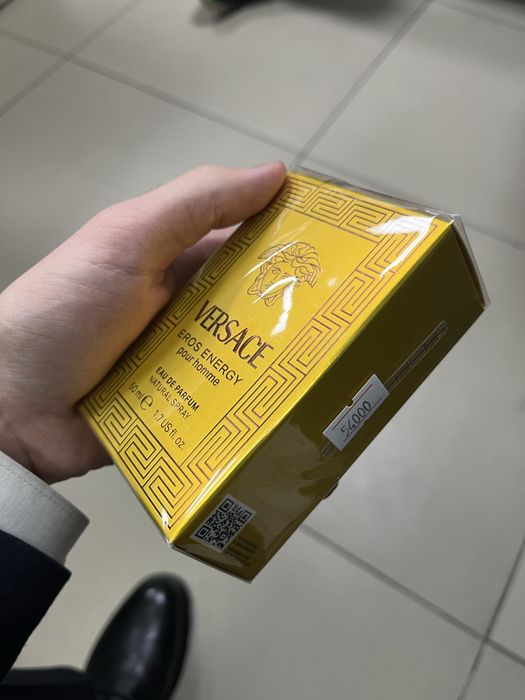 VERSACE
EROS ENERGY
pour homme
EAU DE PARFUM
NATURAL SPRAY
50 ml ℮ 1.7 US fl. oz
54000